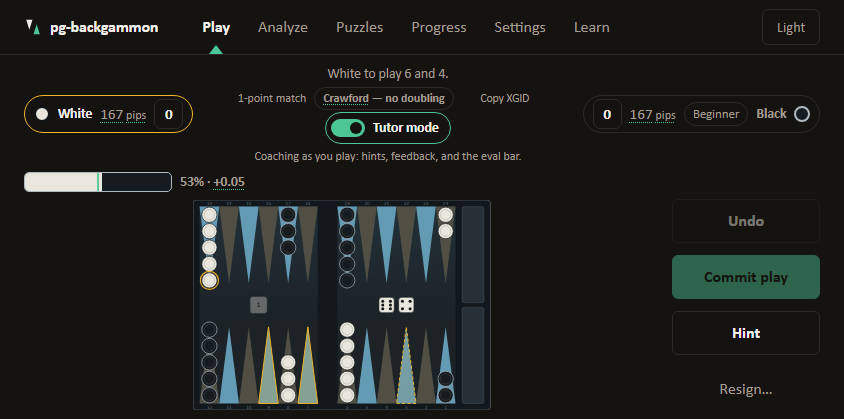 pg-backgammon Play Analyze Puzzles Progress Settings Learn Light
White to play 6 and 4.
White 167 pips 0
1-point match Crawford — no doubling Copy XGID
0 167 pips Beginner Black
Tutor mode
Coaching as you play: hints, feedback, and the eval bar.
53% · +0.05
Undo
Commit play
Hint
Resign...
1